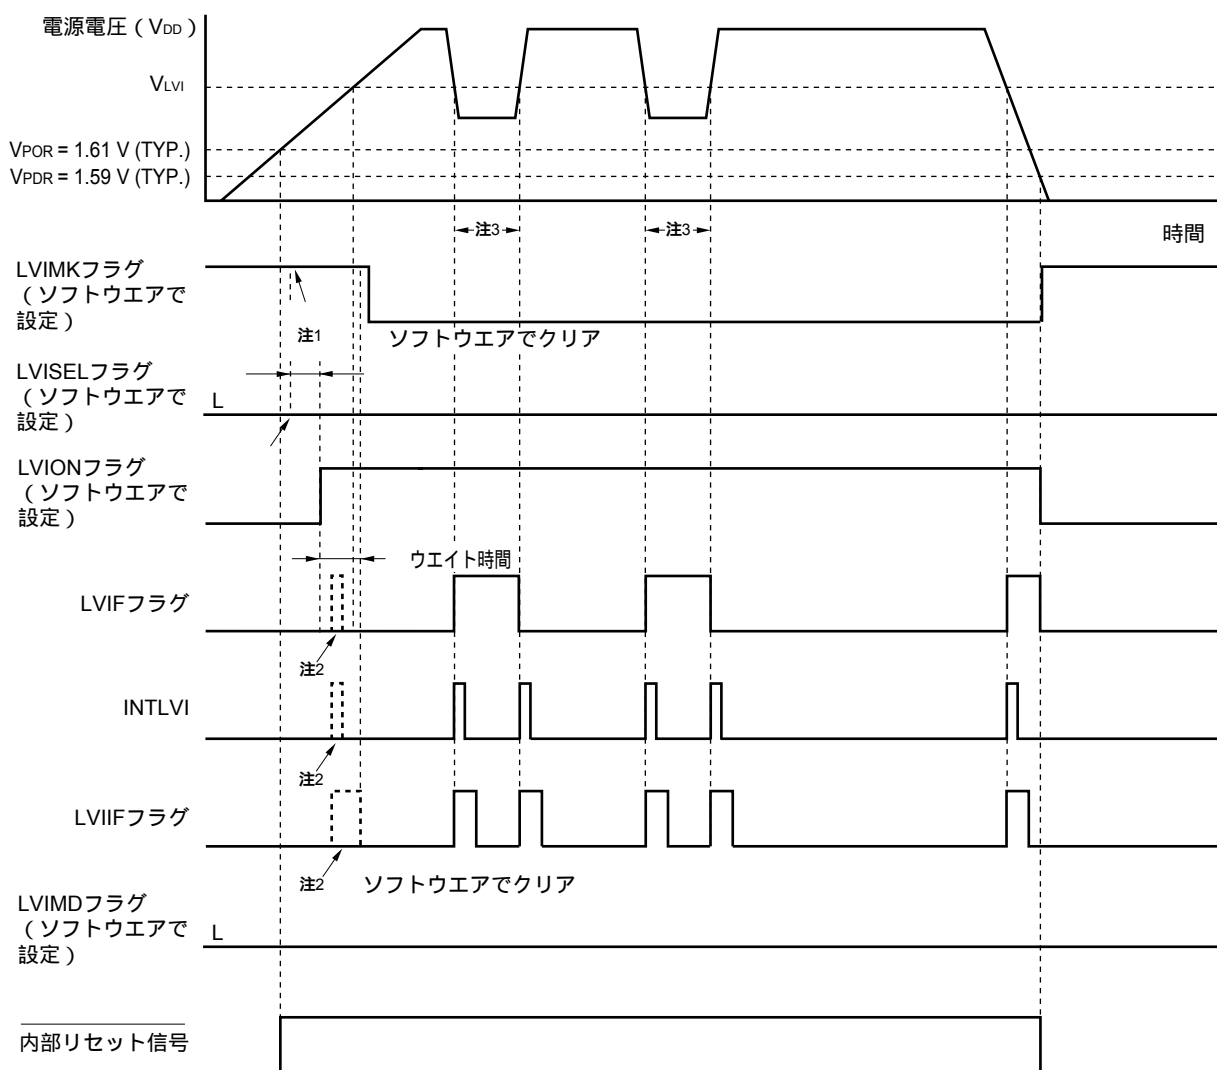 電源電圧（VDD）
VLVI
VPOR = 1.61 V (TYP.)
VPDR = 1.59 V (TYP.)
注3
注3
時間
LVIMKフラグ
（ソフトウエアで
設定）
注1
ソフトウエアでクリア
LVISELフラグ
（ソフトウエアで
設定）
L
LVIONフラグ
（ソフトウエアで
設定）
ウエイト時間
LVIFフラグ
注2
INTLVI
注2
LVIIFフラグ
注2
ソフトウエアでクリア
LVIMDフラグ
（ソフトウエアで
設定）
L
内部リセット信号